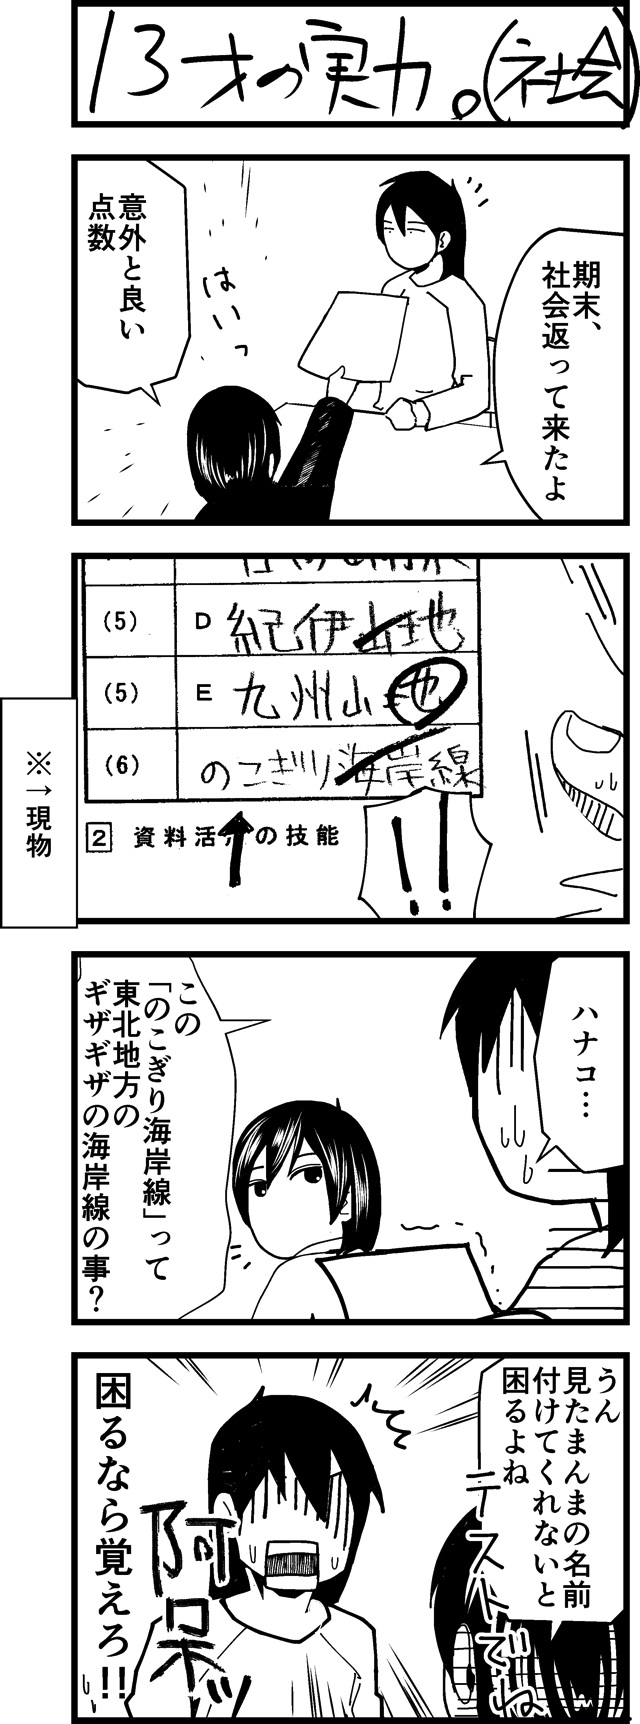 13才の実力。(社会)
期末、
社会返って来たよ
はいっ
意外と良い
点数
(5) D 紀伊山地
(5) E 九州山地
(6) のこぎり海岸線
2 資料活用の技能
!!
※→現物
ハナコ…
この
「のこぎり海岸線」って
東北地方の
ギザギザの海岸線の事?
うん
見たまんまの名前
付けてくれないと
困るよね
テストでね
困るなら覚えろ!!
阿呆ッ